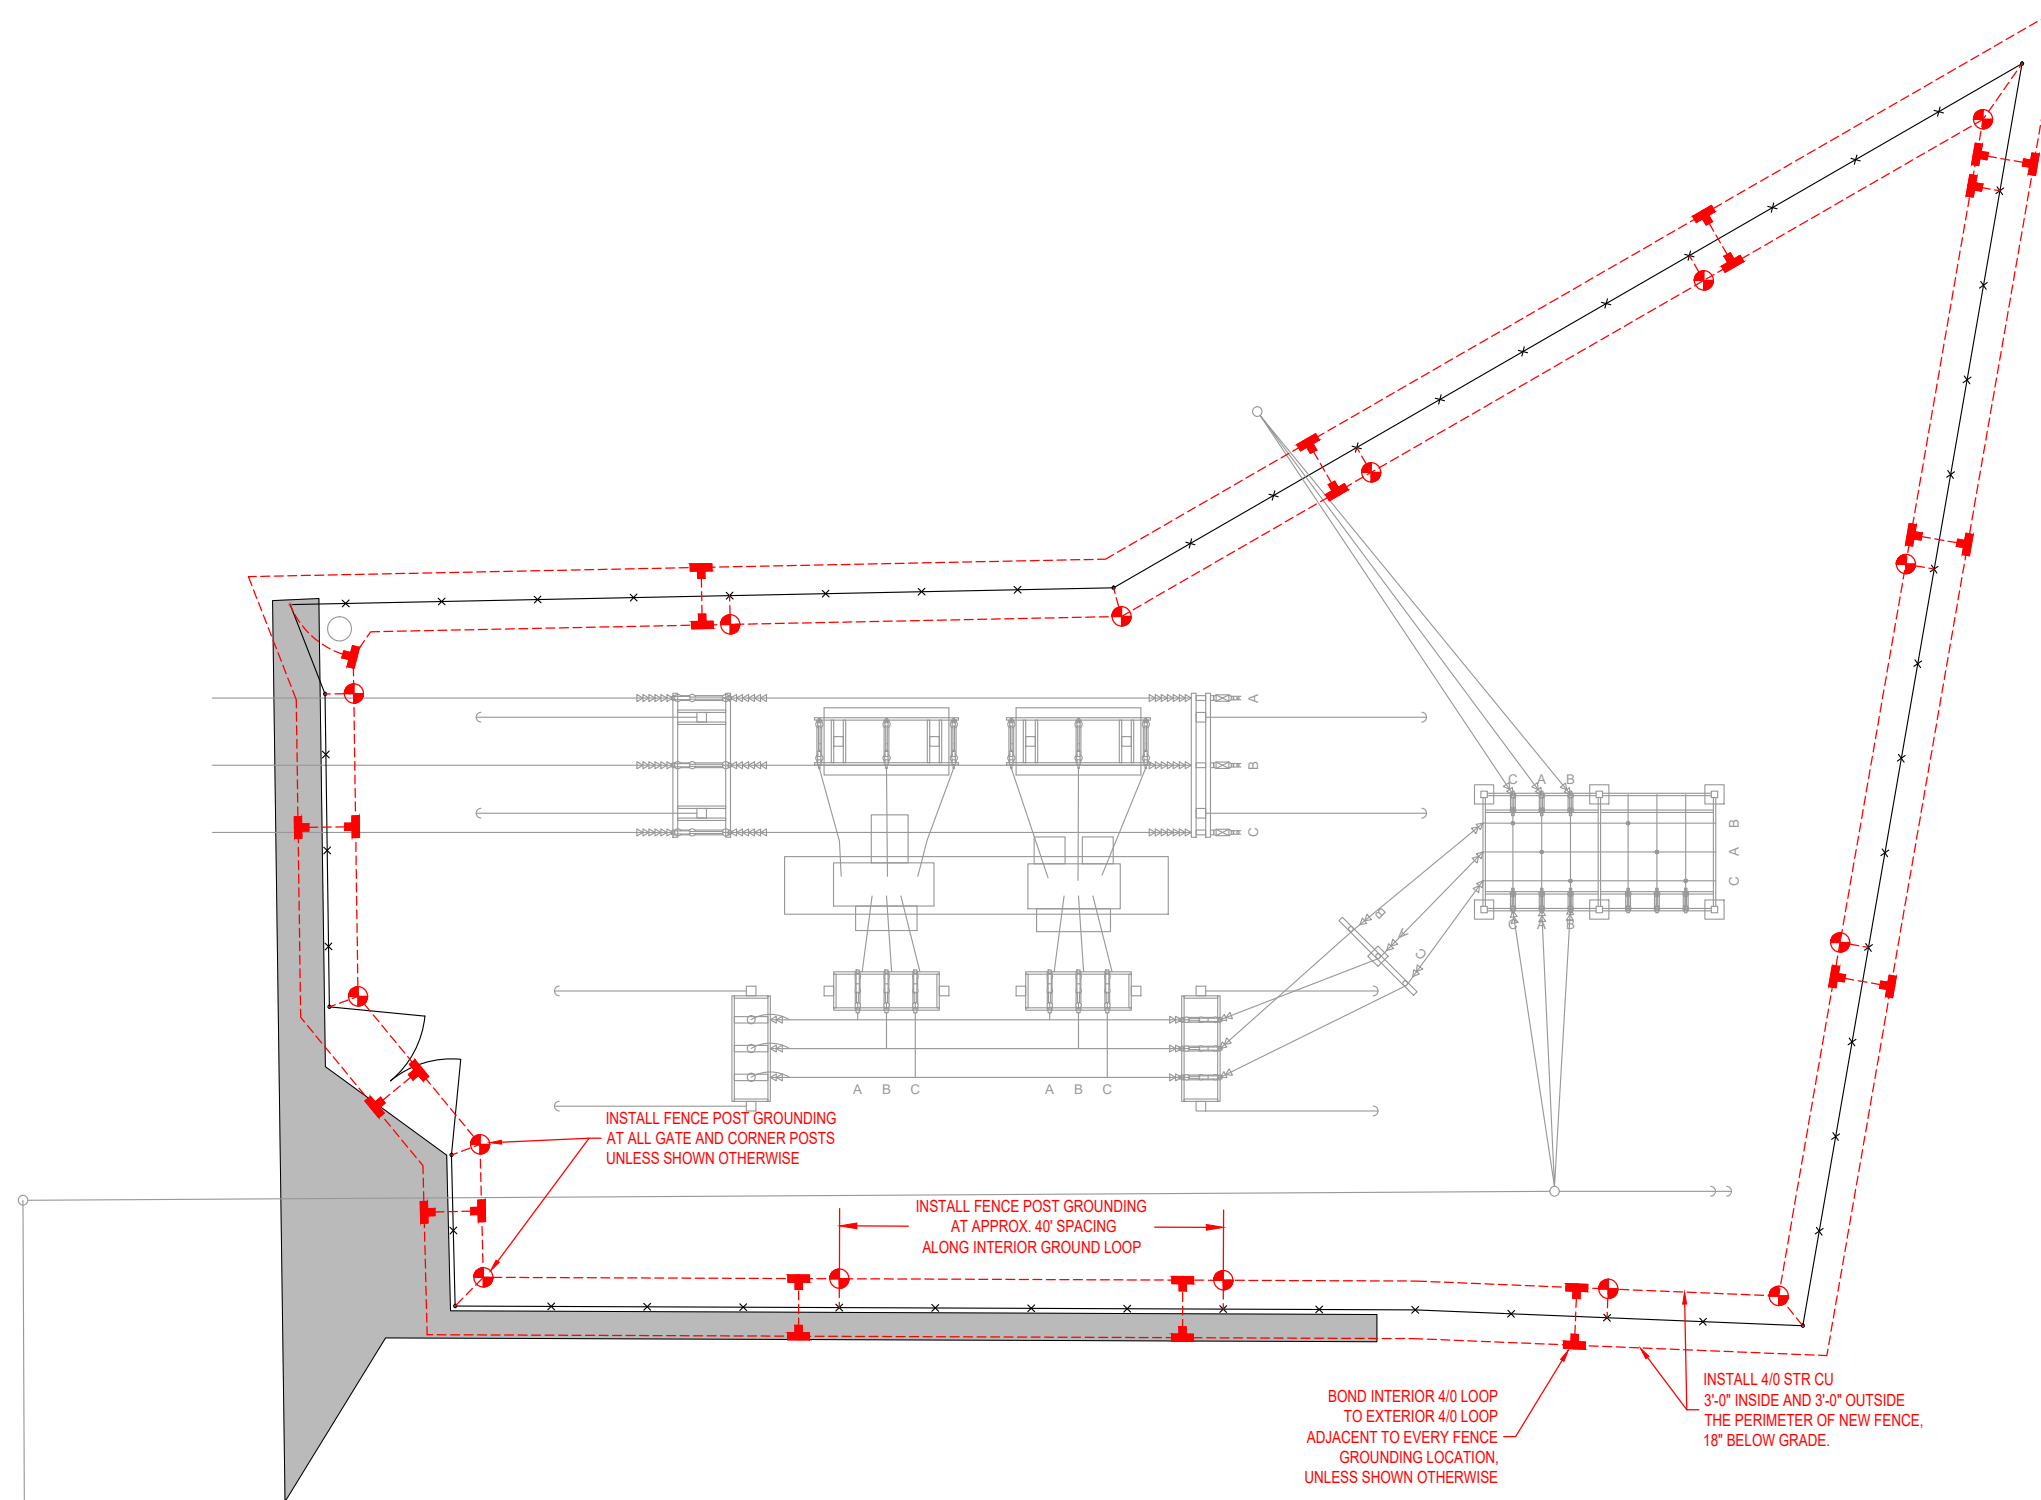 A
B
C
C A B
B
A
C
C A B
B
A
C
A B C
A B C
INSTALL FENCE POST GROUNDING
AT ALL GATE AND CORNER POSTS
UNLESS SHOWN OTHERWISE
INSTALL FENCE POST GROUNDING
AT APPROX. 40' SPACING
ALONG INTERIOR GROUND LOOP
BOND INTERIOR 4/0 LOOP
TO EXTERIOR 4/0 LOOP
ADJACENT TO EVERY FENCE
GROUNDING LOCATION,
UNLESS SHOWN OTHERWISE
INSTALL 4/0 STR CU
3'-0" INSIDE AND 3'-0" OUTSIDE
THE PERIMETER OF NEW FENCE,
18" BELOW GRADE.